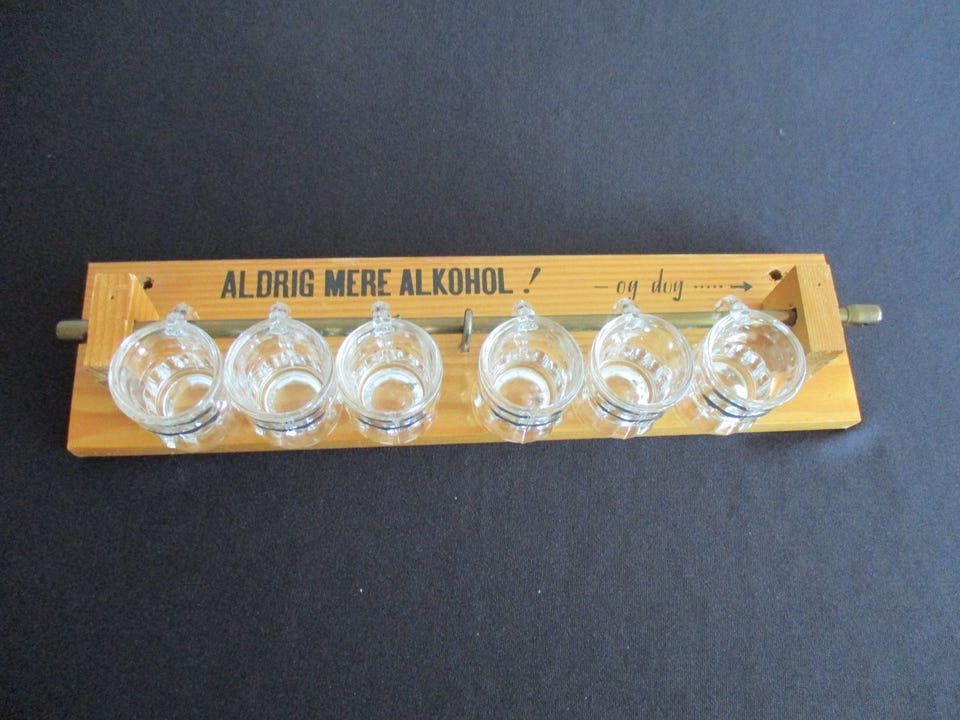 ALDRIG MERE ALKOHOL ! – og dog ····· →